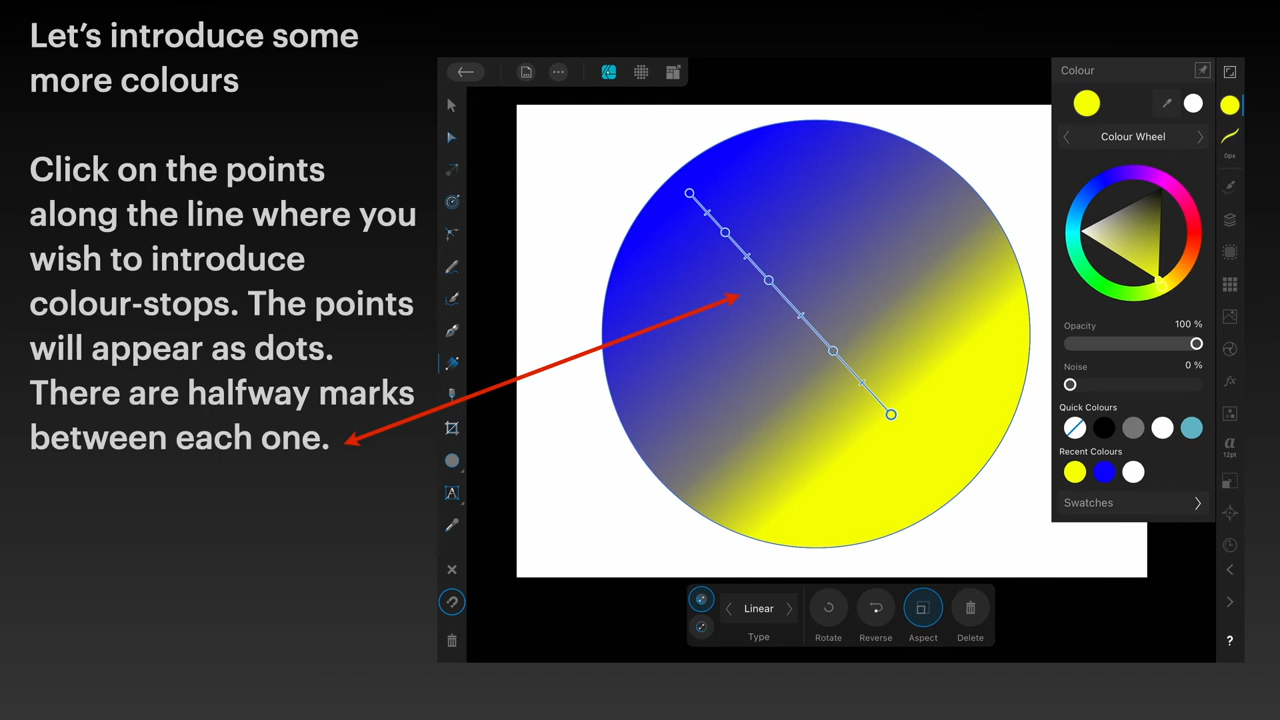 Let's introduce some
more colours
Click on the points
along the line where you
wish to introduce
colour-stops. The points
will appear as dots.
There are halfway marks
between each one.
Colour
Colour Wheel
Opacity 100 %
Noise 0 %
Quick Colours
Recent Colours
Swatches
0px
fx
a
12pt
A
?
Linear
Type
Rotate
Reverse
Aspect
Delete